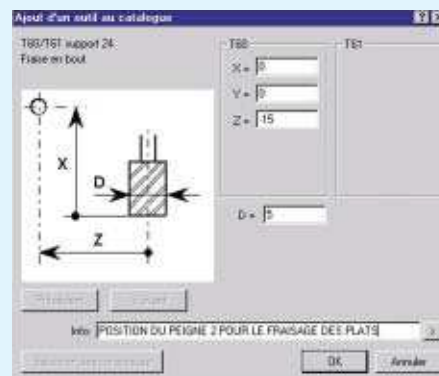 Ajout d'un outil au catalogue
T60/T61 support 24
Fraise en bout
T60
T61
X = 0
Y = 0
Z = -15
D = 5
X
D
Z
Info: POSITION DU PEIGNE 2 POUR LE FRAISAGE DES PLATS
OK
Annuler